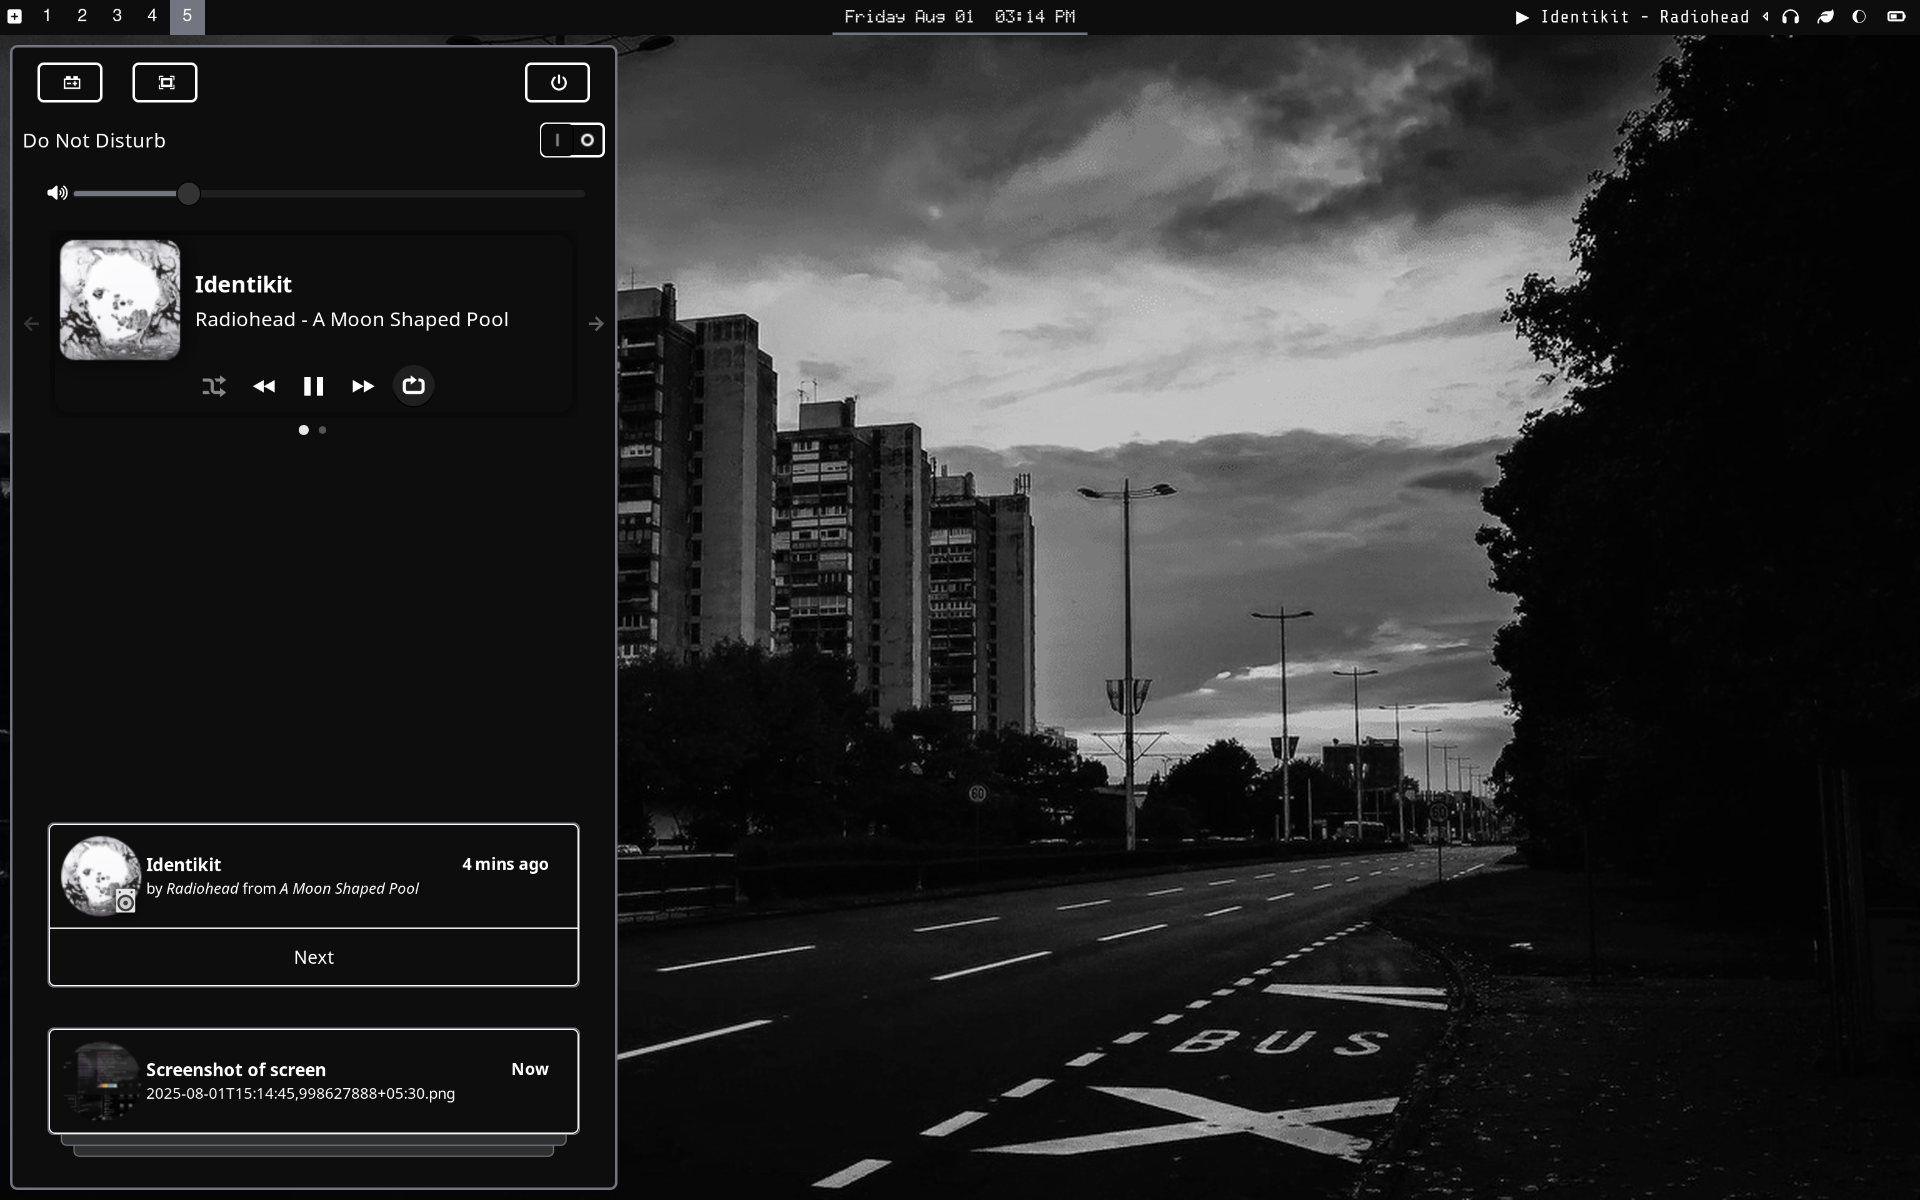 1 2 3 4 5
Friday Aug 01 03:14 PM
Identikit - Radiohead
Do Not Disturb
Identikit
Radiohead - A Moon Shaped Pool
Identikit
4 mins ago
by Radiohead from A Moon Shaped Pool
Next
Screenshot of screen
Now
2025-08-01T15:14:45,998627888+05:30.png
60
60
BUS